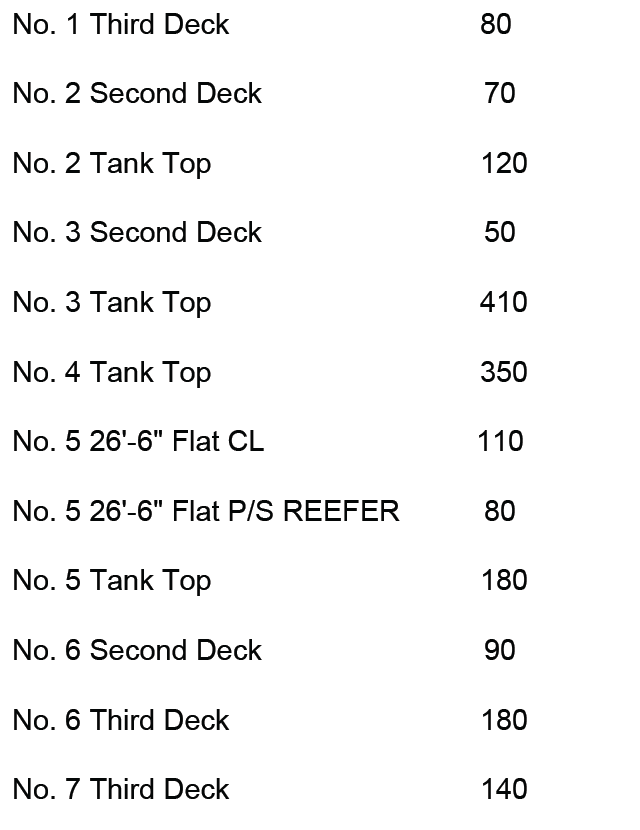 No. 1 Third Deck 80
No. 2 Second Deck 70
No. 2 Tank Top 120
No. 3 Second Deck 50
No. 3 Tank Top 410
No. 4 Tank Top 350
No. 5 26'-6" Flat CL 110
No. 5 26'-6" Flat P/S REEFER 80
No. 5 Tank Top 180
No. 6 Second Deck 90
No. 6 Third Deck 180
No. 7 Third Deck 140